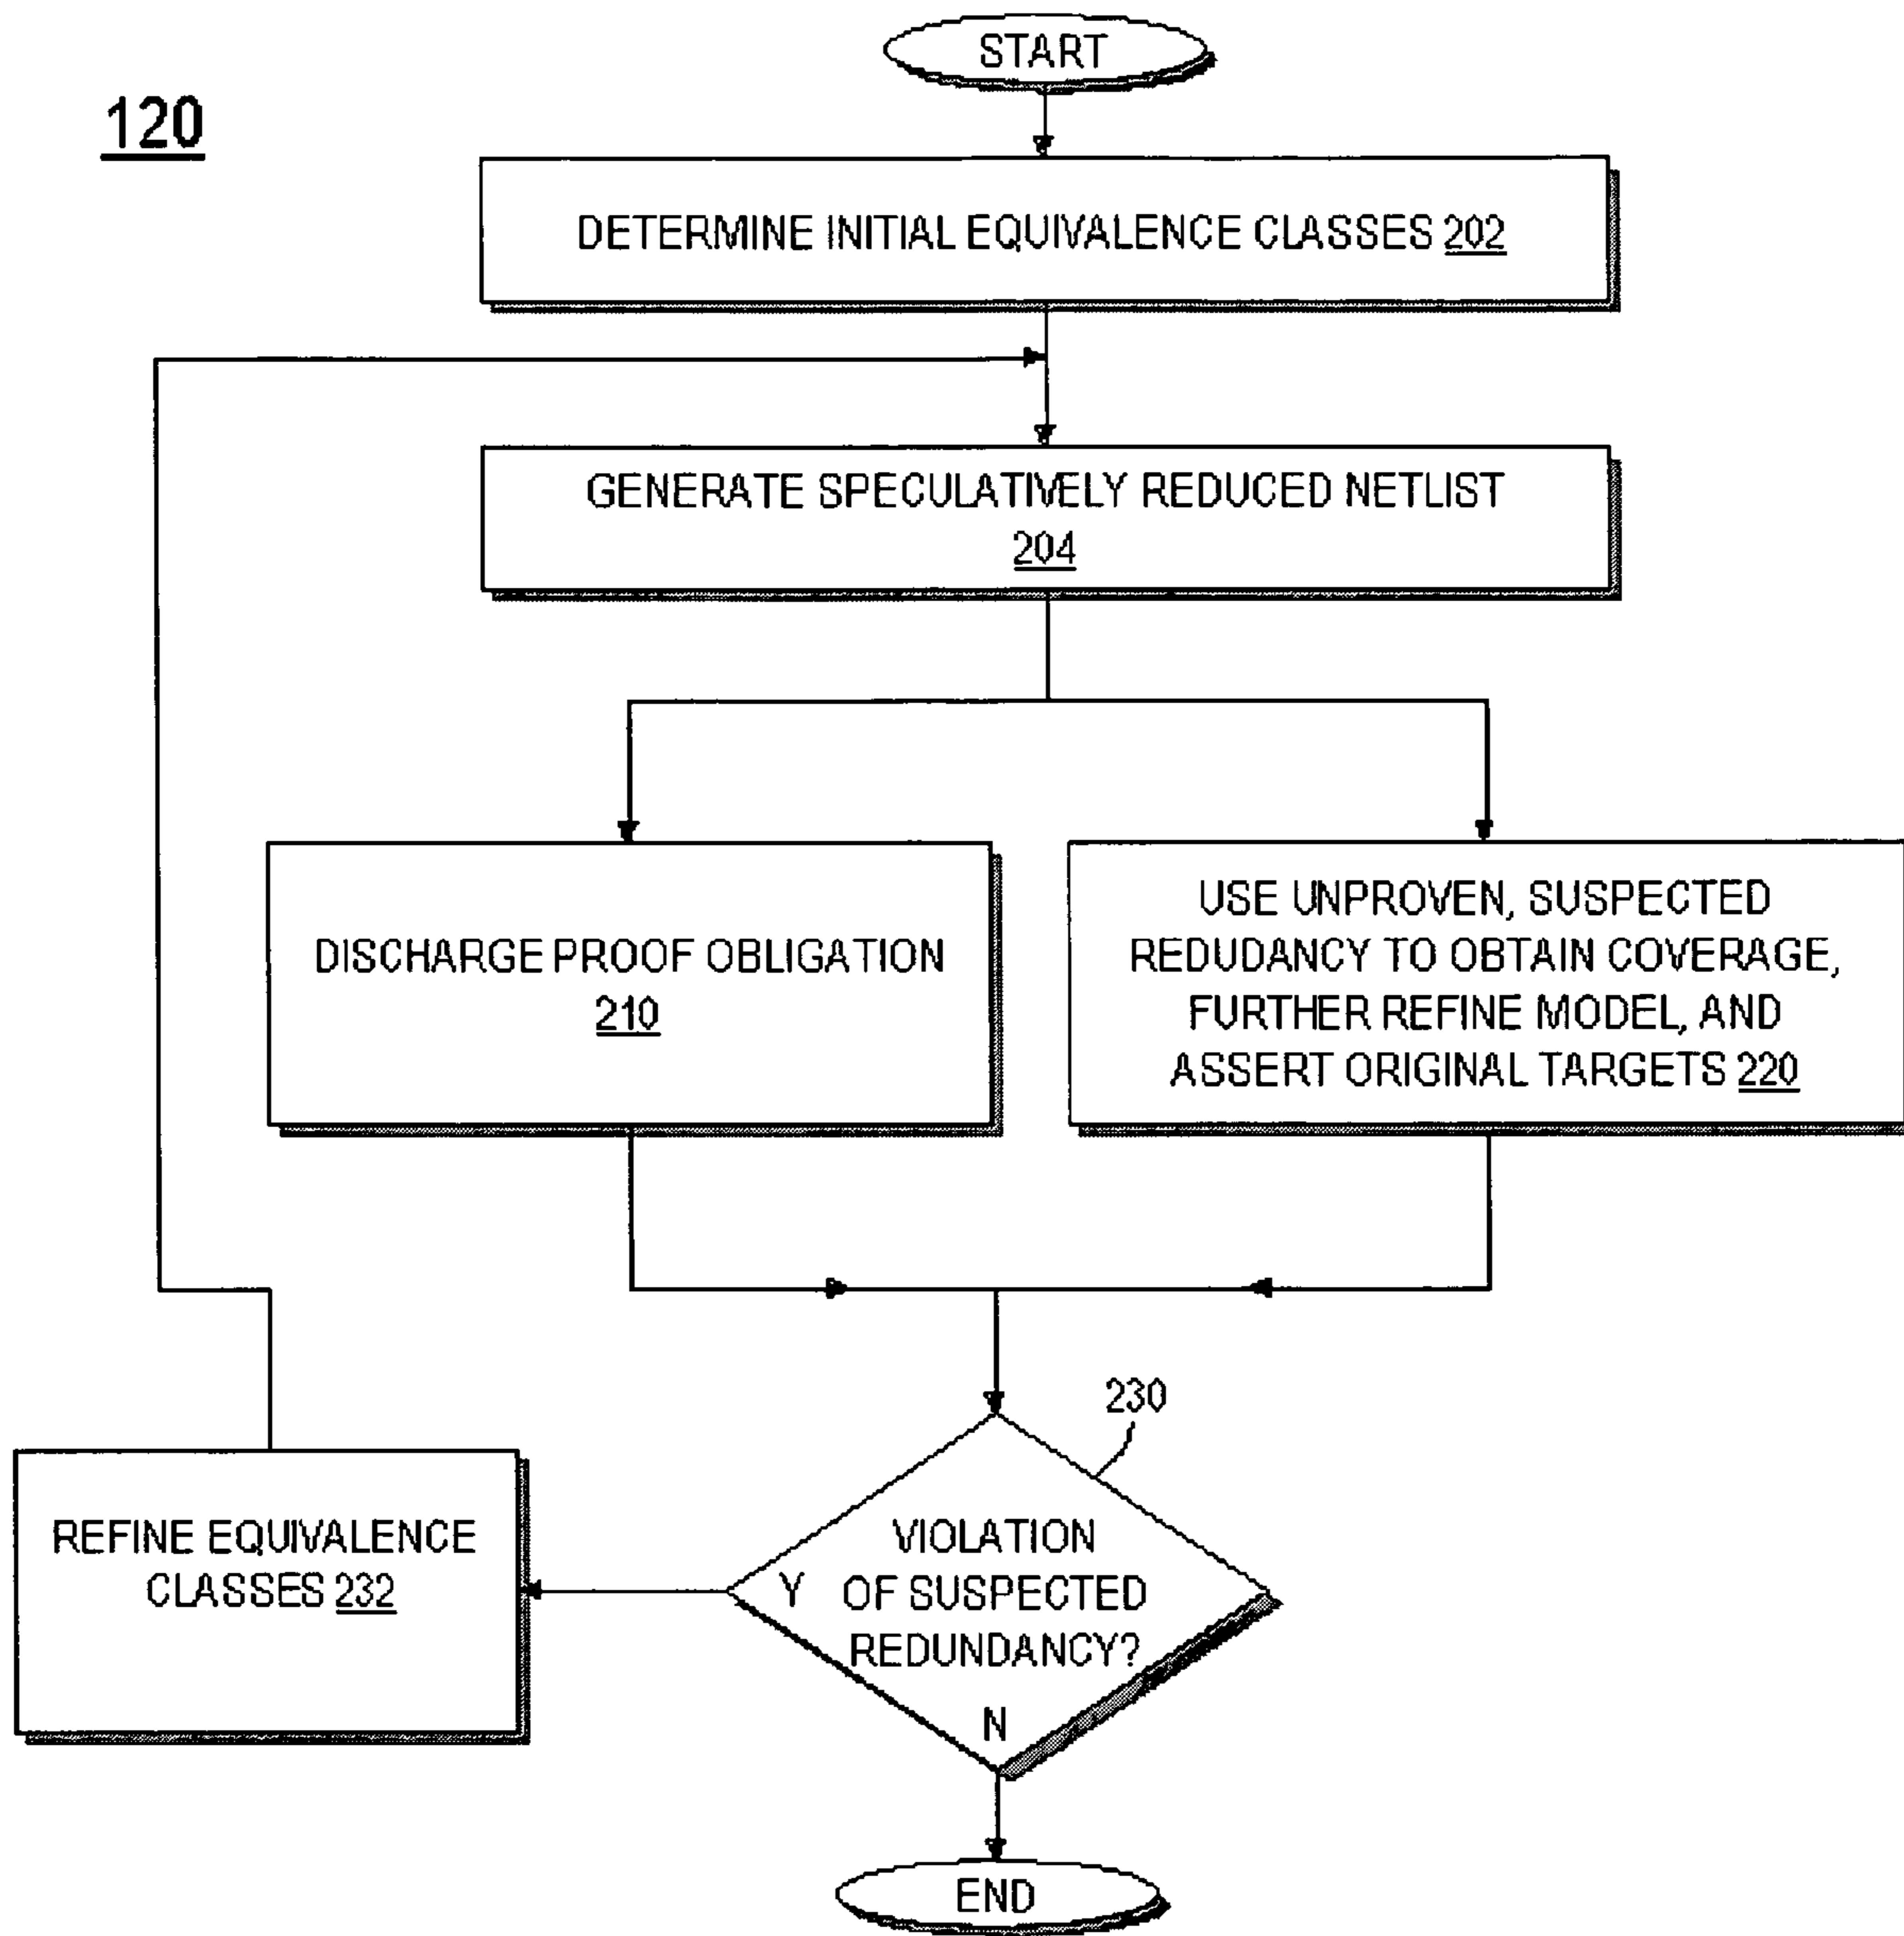 START
120
DETERMINE INITIAL EQUIVALENCE CLASSES 202
GENERATE SPECULATIVELY REDUCED NETLIST
204
DISCHARGE PROOF OBLIGATION
210
USE UNPROVEN, SUSPECTED
REDUDANCY TO OBTAIN COVERAGE,
FURTHER REFINE MODEL, AND
ASSERT ORIGINAL TARGETS 220
230
VIOLATION
OF SUSPECTED
REDUNDANCY?
Y
N
REFINE EQUIVALENCE
CLASSES 232
END